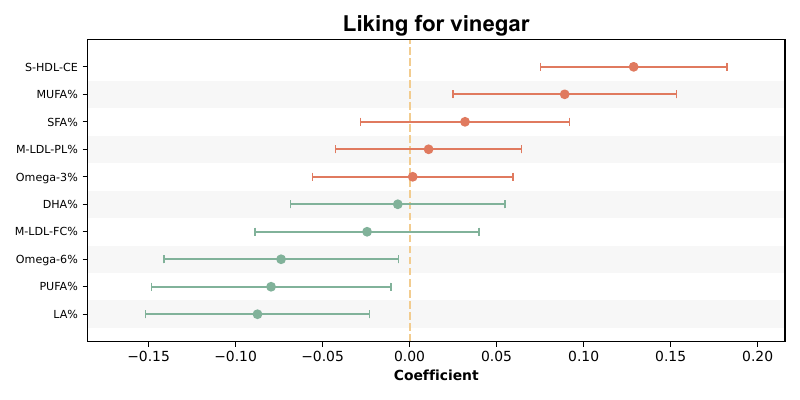 Liking for vinegar
S-HDL-CE
MUFA%
SFA%
M-LDL-PL%
Omega-3%
DHA%
M-LDL-FC%
Omega-6%
PUFA%
LA%
−0.15 −0.10 −0.05 0.00 0.05 0.10 0.15 0.20
Coefficient